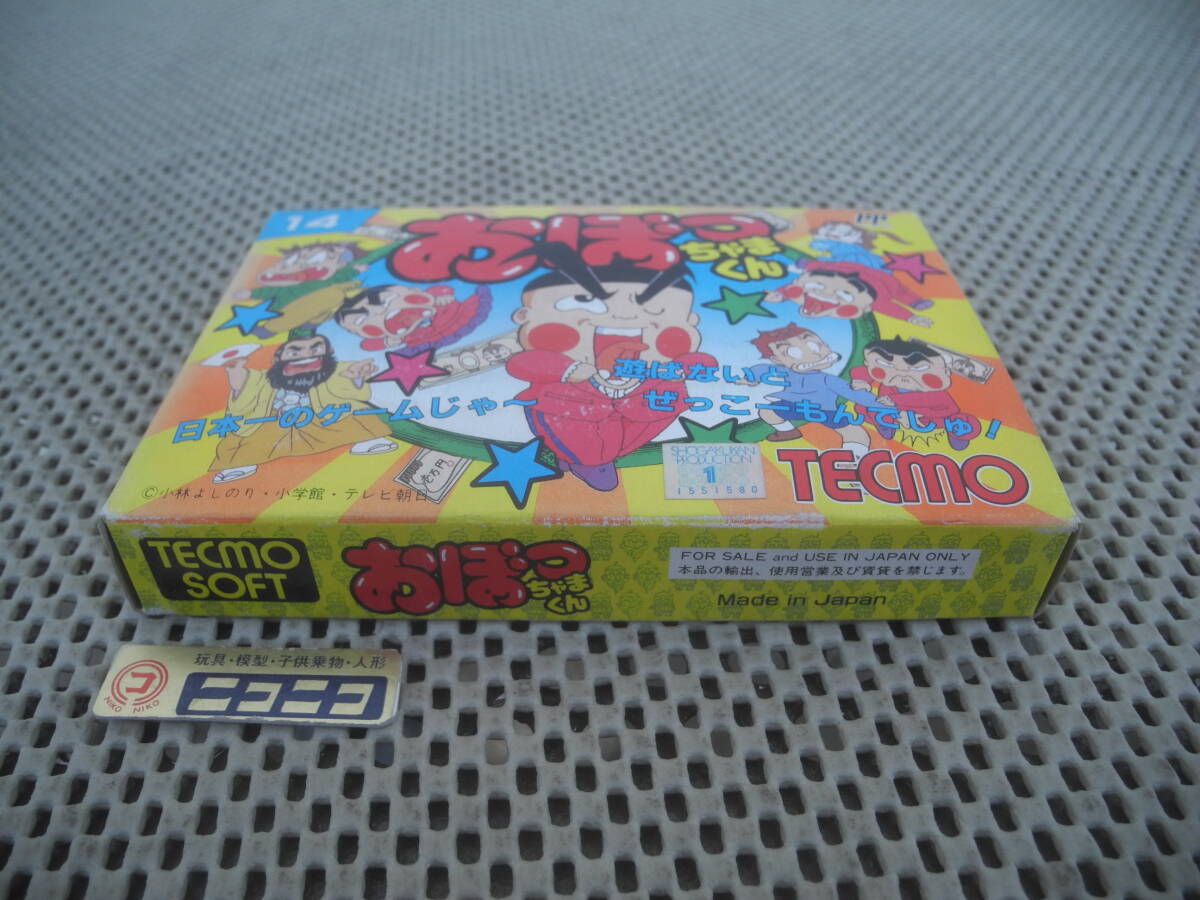 14
おぼっ
ちゃま
くん
遊ばないと
ぜっこーもんでしゅ!
日本一のゲームじゃ〜
壱万円
SHOGAKUKAN
PRODUCTION
1
1551580
TECMO
©小林よしのり・小学館・テレビ朝日
TECMO
SOFT
おぼっ
ちゃま
くん
FOR SALE and USE IN JAPAN ONLY
本品の輸出、使用営業及び賃貸を禁じます。
Made in Japan
玩具・模型・子供乗物・人形
コ
NIKO NIKO
ニコニコ